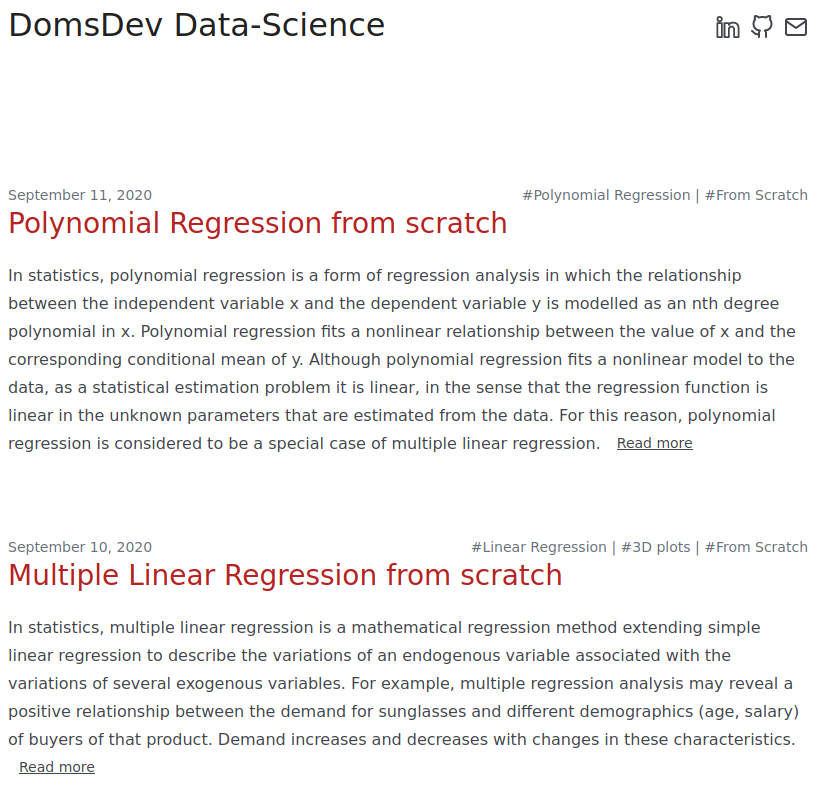 DomsDev Data-Science
September 11, 2020 #Polynomial Regression | #From Scratch
Polynomial Regression from scratch
In statistics, polynomial regression is a form of regression analysis in which the relationship
between the independent variable x and the dependent variable y is modelled as an nth degree
polynomial in x. Polynomial regression fits a nonlinear relationship between the value of x and the
corresponding conditional mean of y. Although polynomial regression fits a nonlinear model to the
data, as a statistical estimation problem it is linear, in the sense that the regression function is
linear in the unknown parameters that are estimated from the data. For this reason, polynomial
regression is considered to be a special case of multiple linear regression. Read more
September 10, 2020 #Linear Regression | #3D plots | #From Scratch
Multiple Linear Regression from scratch
In statistics, multiple linear regression is a mathematical regression method extending simple
linear regression to describe the variations of an endogenous variable associated with the
variations of several exogenous variables. For example, multiple regression analysis may reveal a
positive relationship between the demand for sunglasses and different demographics (age, salary)
of buyers of that product. Demand increases and decreases with changes in these characteristics.
Read more